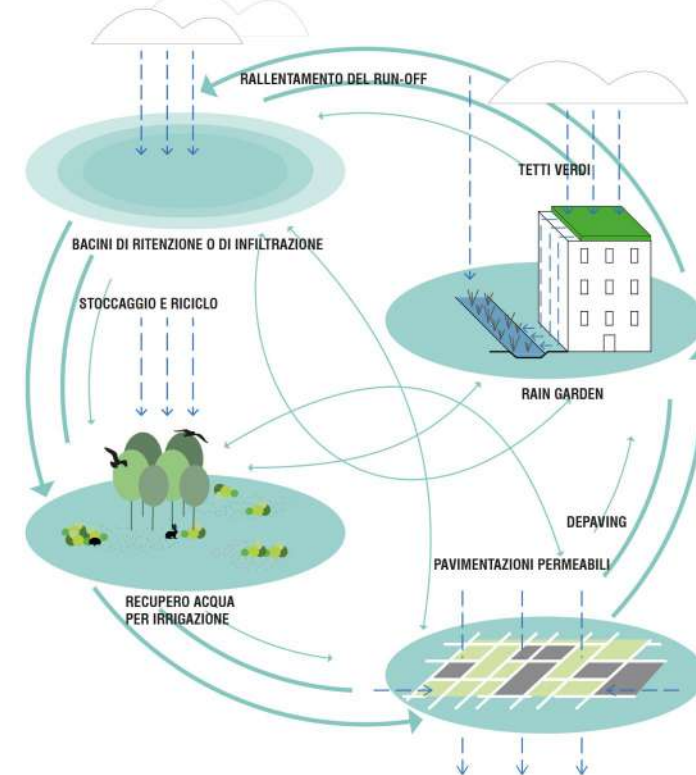 RALLENTAMENTO DEL RUN-OFF
TETTI VERDI
BACINI DI RITENZIONE O DI INFILTRAZIONE
STOCCAGGIO E RICICLO
RAIN GARDEN
DEPAVING
PAVIMENTAZIONI PERMEABILI
RECUPERO ACQUA
PER IRRIGAZIONE